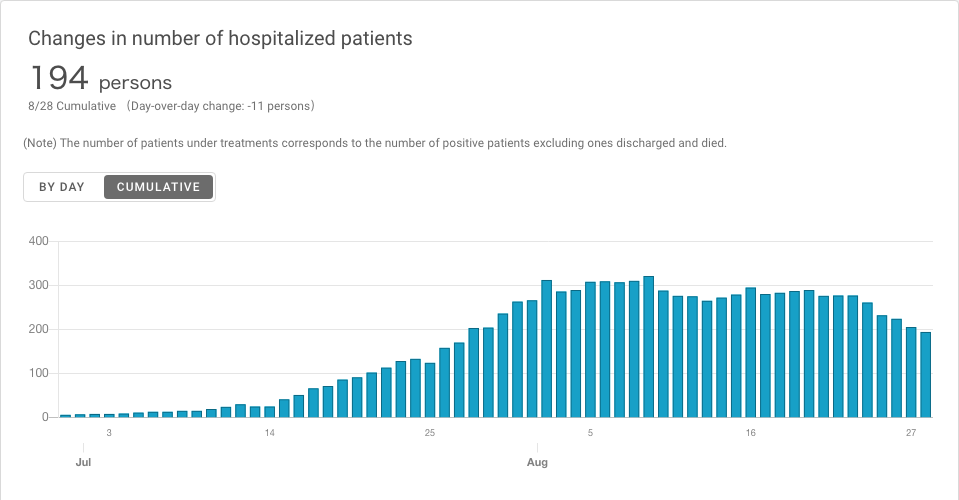 Changes in number of hospitalized patients
194 persons
8/28 Cumulative （Day-over-day change: -11 persons）
(Note) The number of patients under treatments corresponds to the number of positive patients excluding ones discharged and died.
BY DAY CUMULATIVE
400
300
200
100
0
3 14 25 5 16 27
Jul Aug